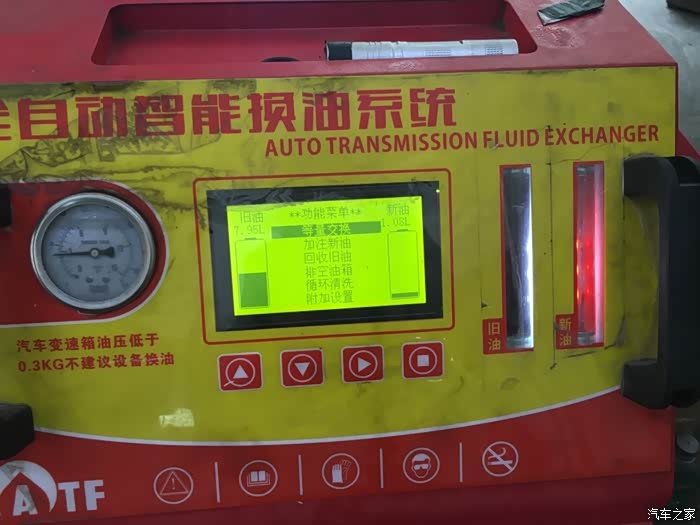 全自动智能换油系统
AUTO TRANSMISSION FLUID EXCHANGER
旧油 **功能菜单** 新油
7.98L 等量交换 1.08L
加注新油
回收旧油
排空油箱
循环清洗
附加设置
旧油
新油
汽车变速箱油压低于
0.3KG不建议设备换油
ATF
汽车之家